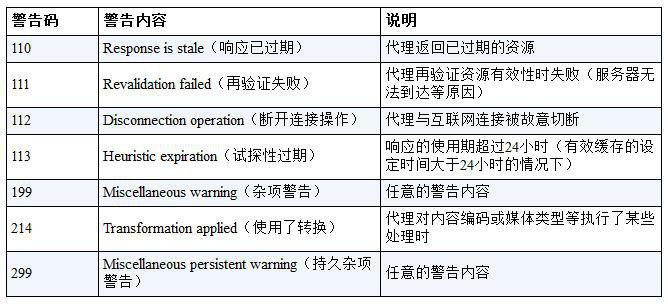 警告码 警告内容 说明
110 Response is stale（响应已过期） 代理返回已过期的资源
111 Revalidation failed（再验证失败） 代理再验证资源有效性时失败（服务器无
法到达等原因）
112 Disconnection operation（断开连接操作） 代理与互联网连接被故意切断
113 Heuristic expiration（试探性过期） 响应的使用期超过24小时（有效缓存的设
定时间大于24小时的情况下）
199 Miscellaneous warning（杂项警告） 任意的警告内容
214 Transformation applied（使用了转换） 代理对内容编码或媒体类型等执行了某些
处理时
299 Miscellaneous persistent warning（持久杂项
警告） 任意的警告内容